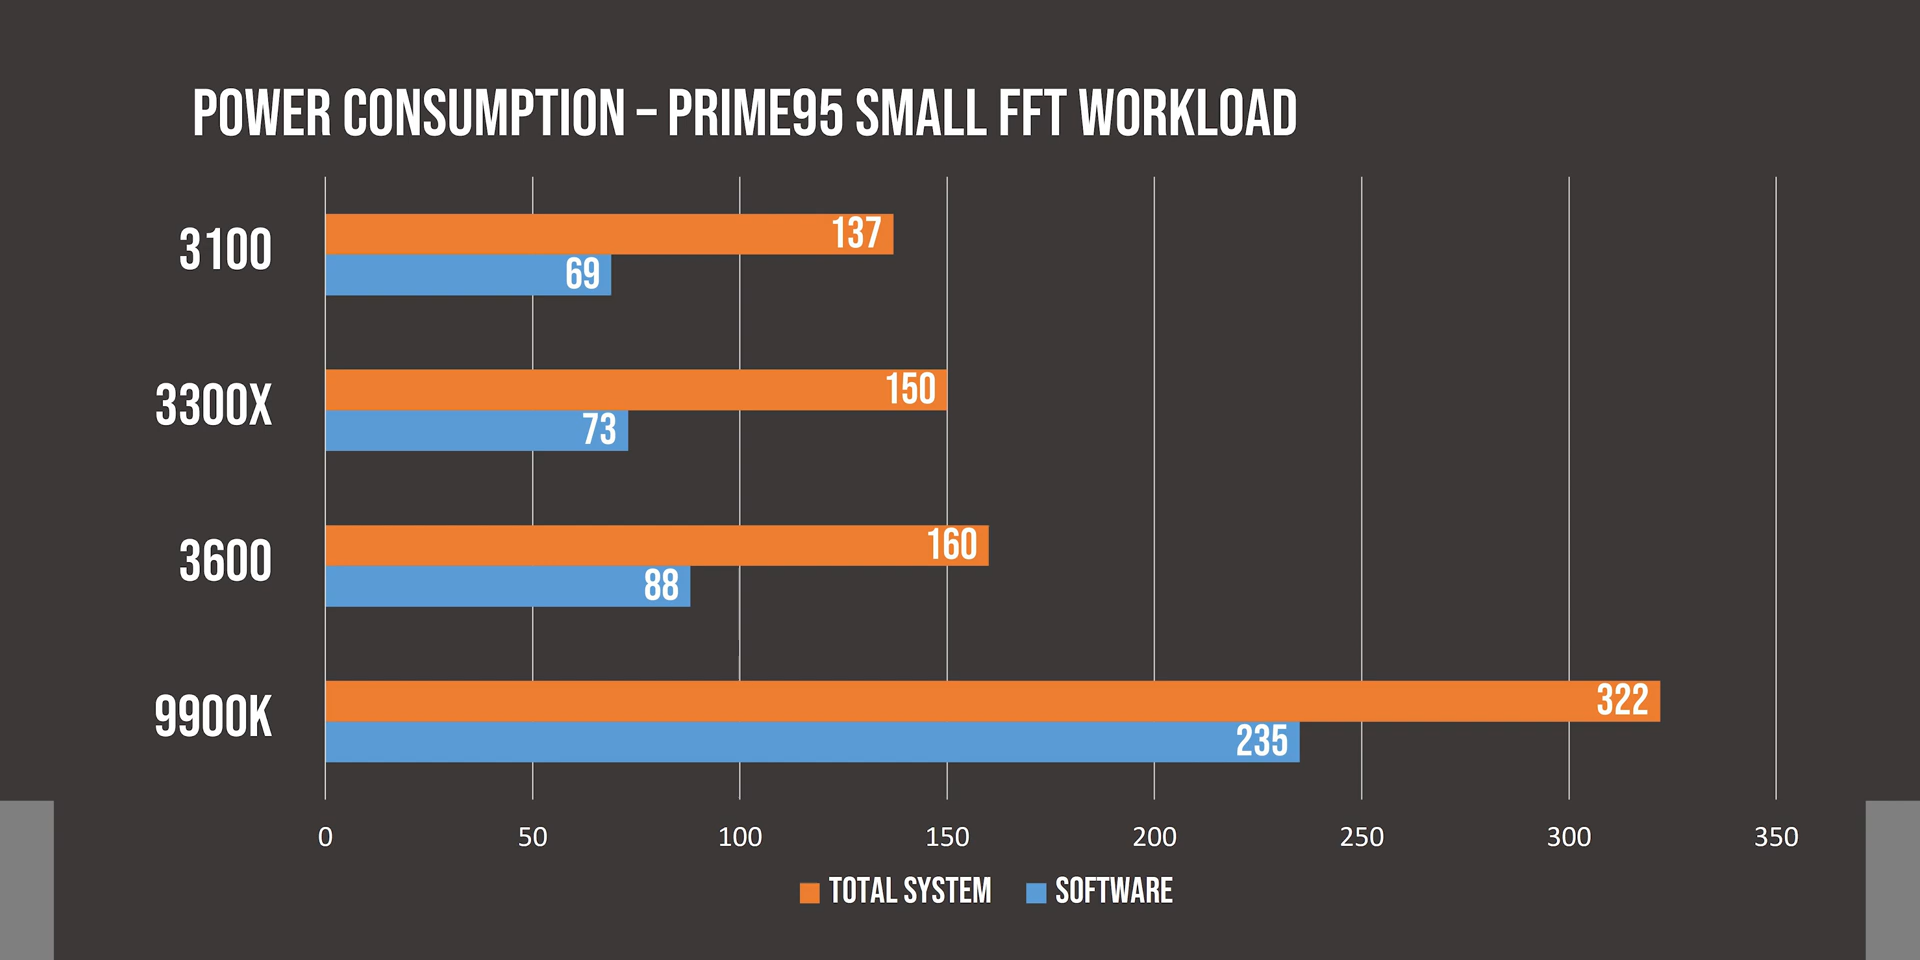 POWER CONSUMPTION – PRIME95 SMALL FFT WORKLOAD
3100
137
69
3300X
150
73
3600
160
88
9900K
322
235
0 50 100 150 200 250 300 350
TOTAL SYSTEM SOFTWARE